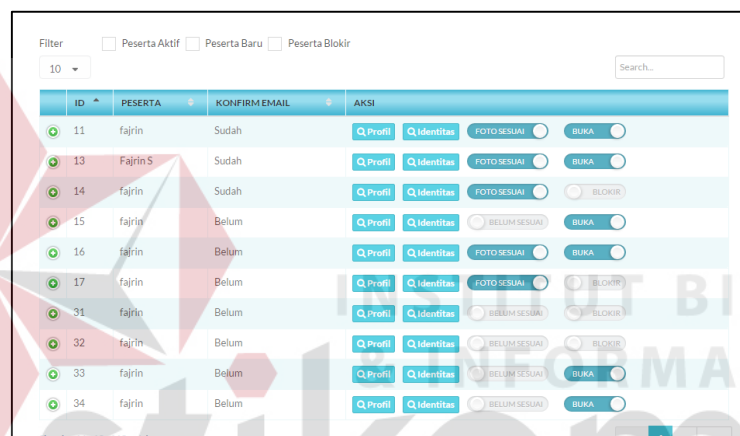 Filter Peserta Aktif Peserta Baru Peserta Blokir
10 Search...
ID PESERTA KONFIRM EMAIL AKSI
11 fajrin Sudah Profil Identitas FOTO SESUAI BUKA
13 Fajrin S Sudah Profil Identitas FOTO SESUAI BUKA
14 fajrin Sudah Profil Identitas FOTO SESUAI BLOKIR
15 fajrin Belum Profil Identitas BELUM SESUAI BUKA
16 fajrin Belum Profil Identitas FOTO SESUAI BUKA
17 fajrin Belum Profil Identitas FOTO SESUAI BLOKIR
INSTITUT BI
31 fajrin Belum Profil Identitas BELUM SESUAI BLOKIR
32 fajrin Belum Profil Identitas BELUM SESUAI BLOKIR
& INFORMA
33 fajrin Belum Profil Identitas BELUM SESUAI BUKA
34 fajrin Belum Profil Identitas BELUM SESUAI BUKA